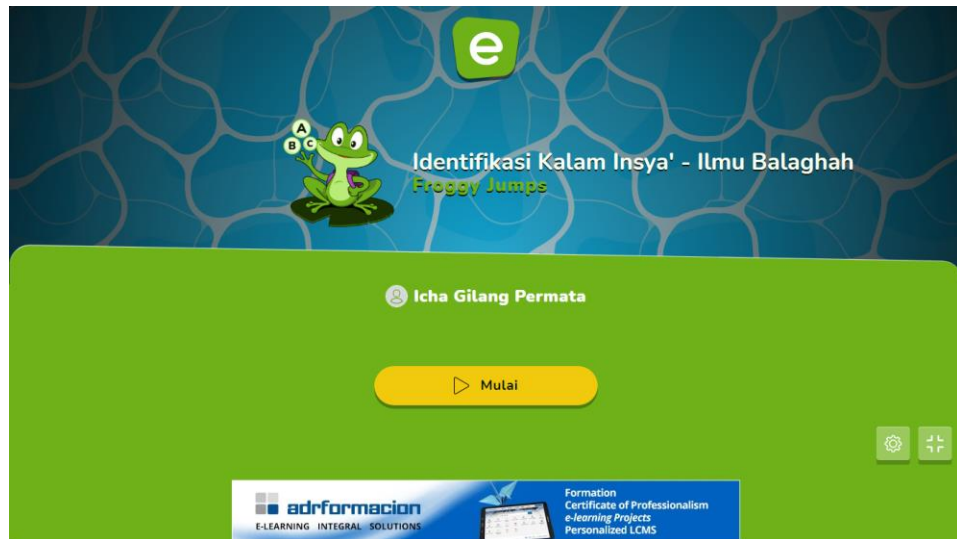 e
A
B C
Identifikasi Kalam Insya' - Ilmu Balaghah
Froggy Jumps
Icha Gilang Permata
Mulai
adrformacion
E-LEARNING INTEGRAL SOLUTIONS
Formation
Certificate of Professionalism
e-learning Projects
Personalized LCMS